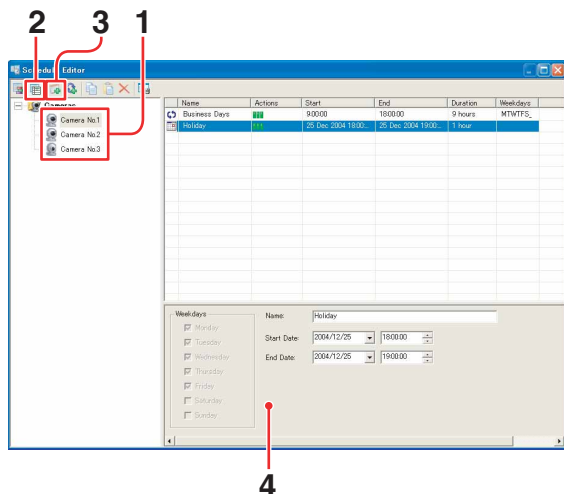 2 3 1
Schedule Editor
Cameras
Camera No.1
Camera No.2
Camera No.3
Name Actions Start End Duration Weekdays
Business Days 9:00:00 18:00:00 9 hours MTWTFS_
Holiday 25 Dec 2004 18:00:... 25 Dec 2004 19:00:... 1 hour
Weekdays
Monday
Tuesday
Wednesday
Thursday
Friday
Saturday
Sunday
Name: Holiday
Start Date: 2004/12/25 18:00:00
End Date: 2004/12/25 19:00:00
4